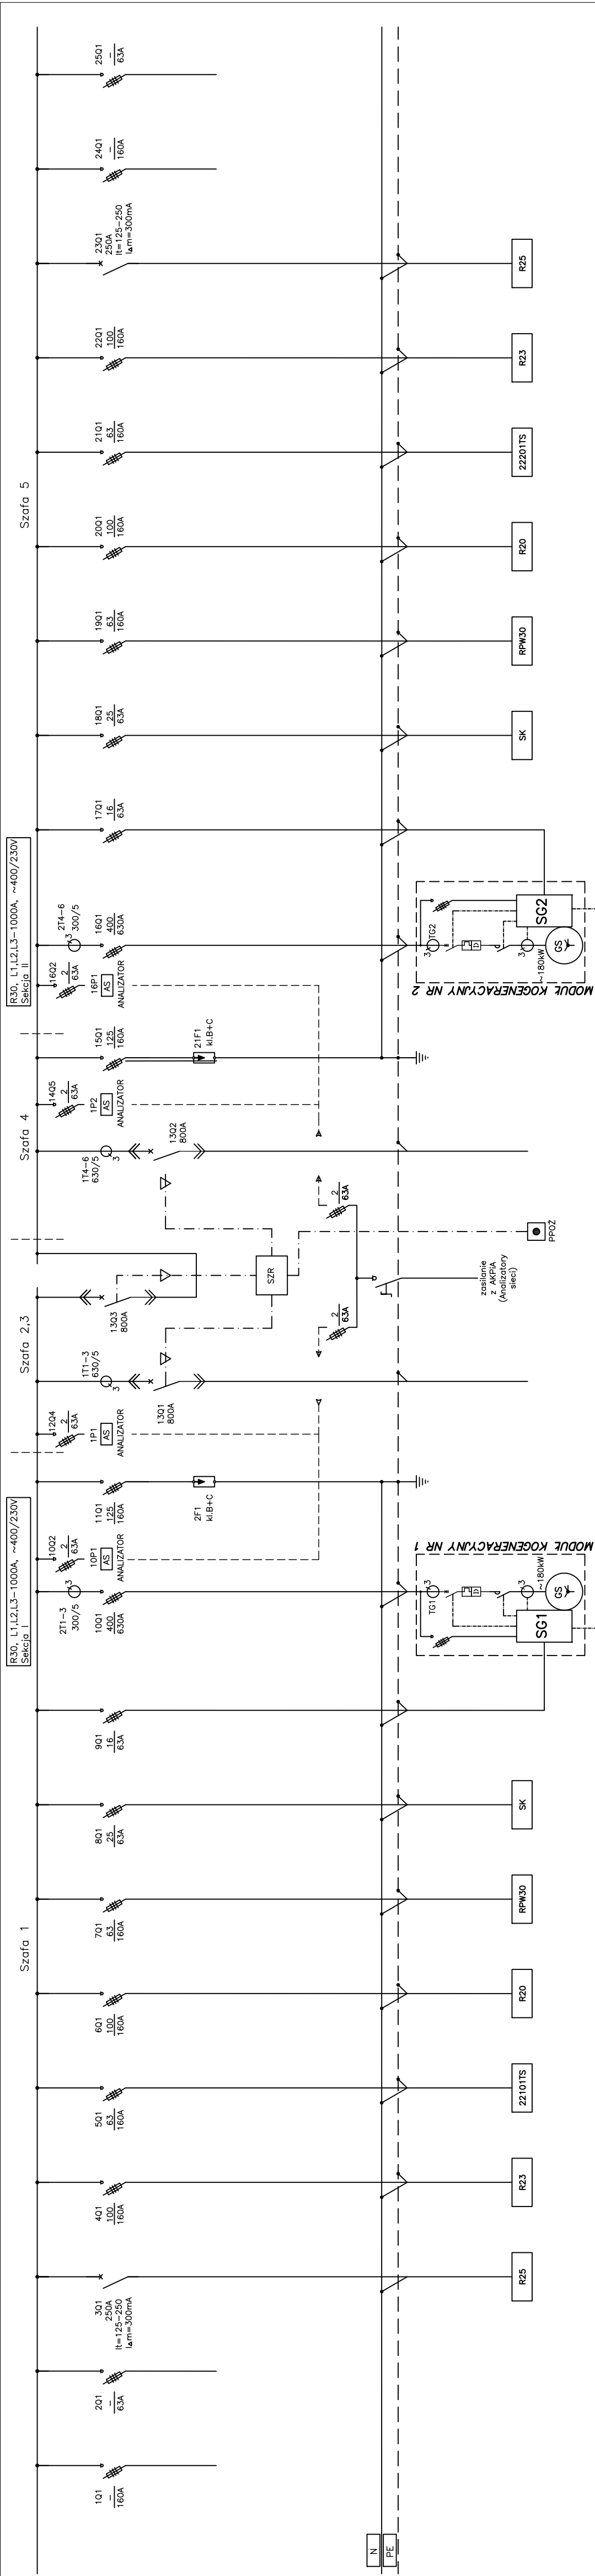 R30, L1,L2,L3-1000A, ~400/230V
Sekcja I
R30, L1,L2,L3-1000A, ~400/230V
Sekcja II
Szafa 1
Szafa 2,3
Szafa 4
Szafa 5
1Q1
-
160A
2Q1
-
63A
3Q1
250A
It=125-250
I∆m=300mA
4Q1
100
160A
5Q1
63
160A
6Q1
100
160A
7Q1
63
160A
8Q1
25
63A
9Q1
16
63A
2T1-3
300/5
3
10Q1
400
630A
10Q2
2
63A
10P1
AS
ANALIZATOR
11Q1
125
160A
2F1
kl.B+C
12Q4
2
63A
1P1
AS
ANALIZATOR
1T1-3
630/5
3
13Q1
800A
13Q3
800A
SZR
2
63A
2
63A
zasilanie
z AKPiA
(Analizatory
sieci)
PPOŻ
1T4-6
630/5
3
13Q2
800A
14Q5
2
63A
1P2
AS
ANALIZATOR
15Q1
125
160A
21F1
kl.B+C
16Q2
2
63A
16P1
AS
ANALIZATOR
2T4-6
300/5
3
16Q1
400
630A
17Q1
16
63A
18Q1
25
63A
19Q1
63
160A
20Q1
100
160A
21Q1
63
160A
22Q1
100
160A
23Q1
250A
It=125-250
I∆m=300mA
24Q1
-
160A
25Q1
-
63A
N
PE
R25
R23
22101TS
R20
RPW30
SK
TG1
3
D
3
SG1
GS
~180kW
MODUŁ KOGENERACYJNY NR 1
TG2
3
D
3
SG2
GS
~180kW
MODUŁ KOGENERACYJNY NR 2
SK
RPW30
R20
22201TS
R23
R25